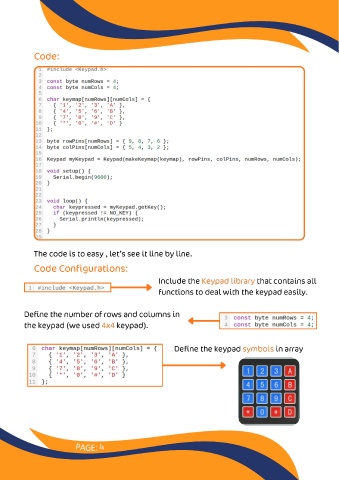 Code:
1 #include <Keypad.h>
2
3 const byte numRows = 4;
4 const byte numCols = 4;
5
6 char keymap[numRows][numCols] = {
7 { '1', '2', '3', 'A' },
8 { '4', '5', '6', 'B' },
9 { '7', '8', '9', 'C' },
10 { '*', '0', '#', 'D' }
11 };
12
13 byte rowPins[numRows] = { 9, 8, 7, 6 };
14 byte colPins[numCols] = { 5, 4, 3, 2 };
15
16 Keypad myKeypad = Keypad(makeKeymap(keymap), rowPins, colPins, numRows, numCols);
17
18 void setup() {
19 Serial.begin(9600);
20 }
21
22
23 void loop() {
24 char keypressed = myKeypad.getKey();
25 if (keypressed != NO_KEY) {
26 Serial.println(keypressed);
27 }
28 }
29
The code is to easy , let's see it line by line.
Code Configurations:
1 #include <Keypad.h>
Include the Keypad library that contains all
functions to deal with the keypad easily.
Define the number of rows and columns in
the keypad (we used 4x4 keypad).
3 const byte numRows = 4;
4 const byte numCols = 4;
6 char keymap[numRows][numCols] = {
7 { '1', '2', '3', 'A' },
8 { '4', '5', '6', 'B' },
9 { '7', '8', '9', 'C' },
10 { '*', '0', '#', 'D' }
11 };
Define the keypad symbols in array
1 2 3 A
4 5 6 B
7 8 9 C
* 0 # D
PAGE: 4